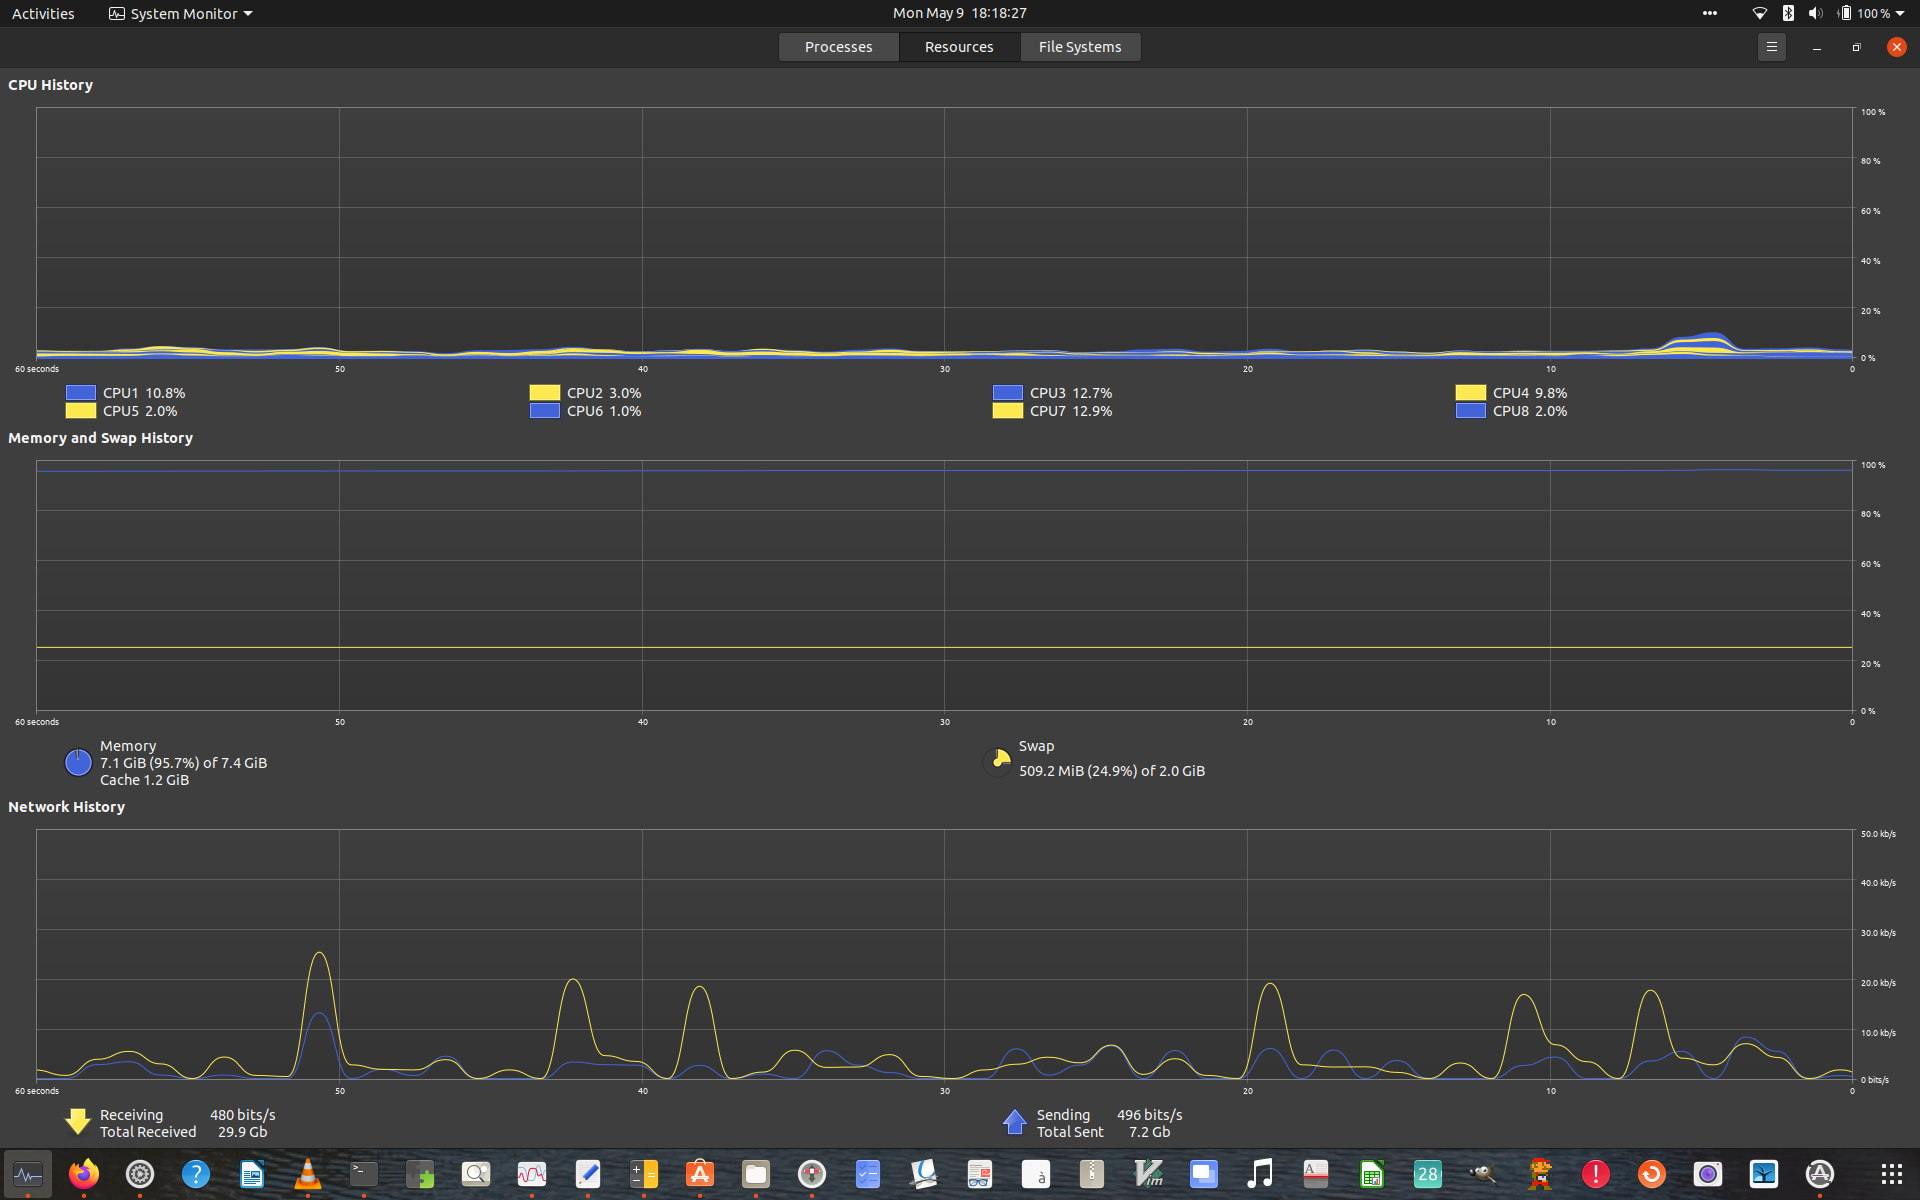 Activities System Monitor Mon May 9 18:18:27 100 %
Processes Resources File Systems
CPU History
100 %
80 %
60 %
40 %
20 %
0 %
60 seconds 50 40 30 20 10 0
CPU1 10.8% CPU2 3.0% CPU3 12.7% CPU4 9.8%
CPU5 2.0% CPU6 1.0% CPU7 12.9% CPU8 2.0%
Memory and Swap History
100 %
80 %
60 %
40 %
20 %
0 %
60 seconds 50 40 30 20 10 0
Memory
7.1 GiB (95.7%) of 7.4 GiB
Cache 1.2 GiB
Swap
509.2 MiB (24.9%) of 2.0 GiB
Network History
50.0 kb/s
40.0 kb/s
30.0 kb/s
20.0 kb/s
10.0 kb/s
0 bits/s
60 seconds 50 40 30 20 10 0
Receiving 480 bits/s
Total Received 29.9 Gb
Sending 496 bits/s
Total Sent 7.2 Gb
? >_ A à Vim A 28 !